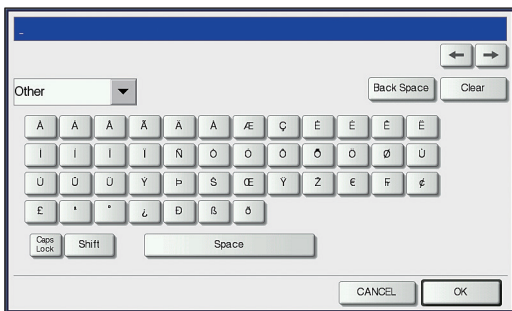 _
← →
Other Back Space Clear
À Á Â Ã Ä Å Æ Ç È É Ê Ë
Ì Í Î Ï Ñ Ò Ó Ô Õ Ö Ø Ù
Ú Û Ü Ý Þ Š Œ Ÿ Ž € ₣ ¢
£ ª º ¿ Ð ß ð
Caps Lock Shift Space
CANCEL OK